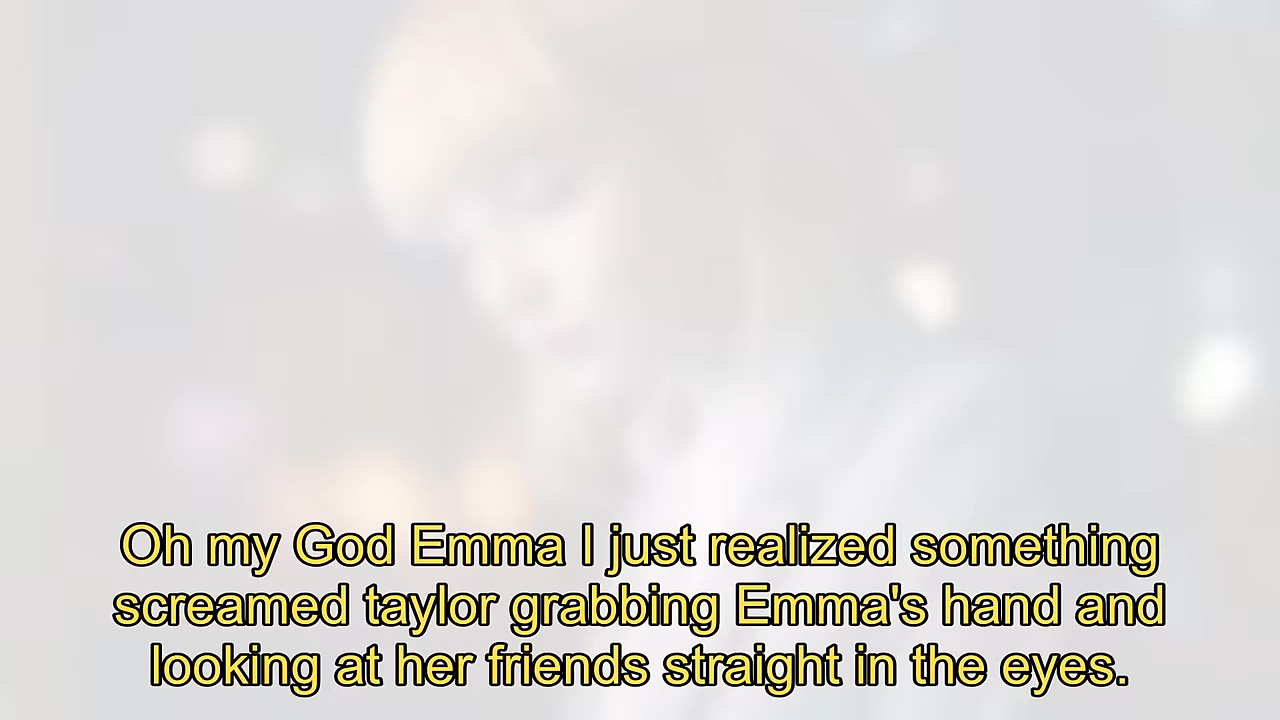 Oh my God Emma I just realized something
screamed taylor grabbing Emma's hand and
looking at her friends straight in the eyes.